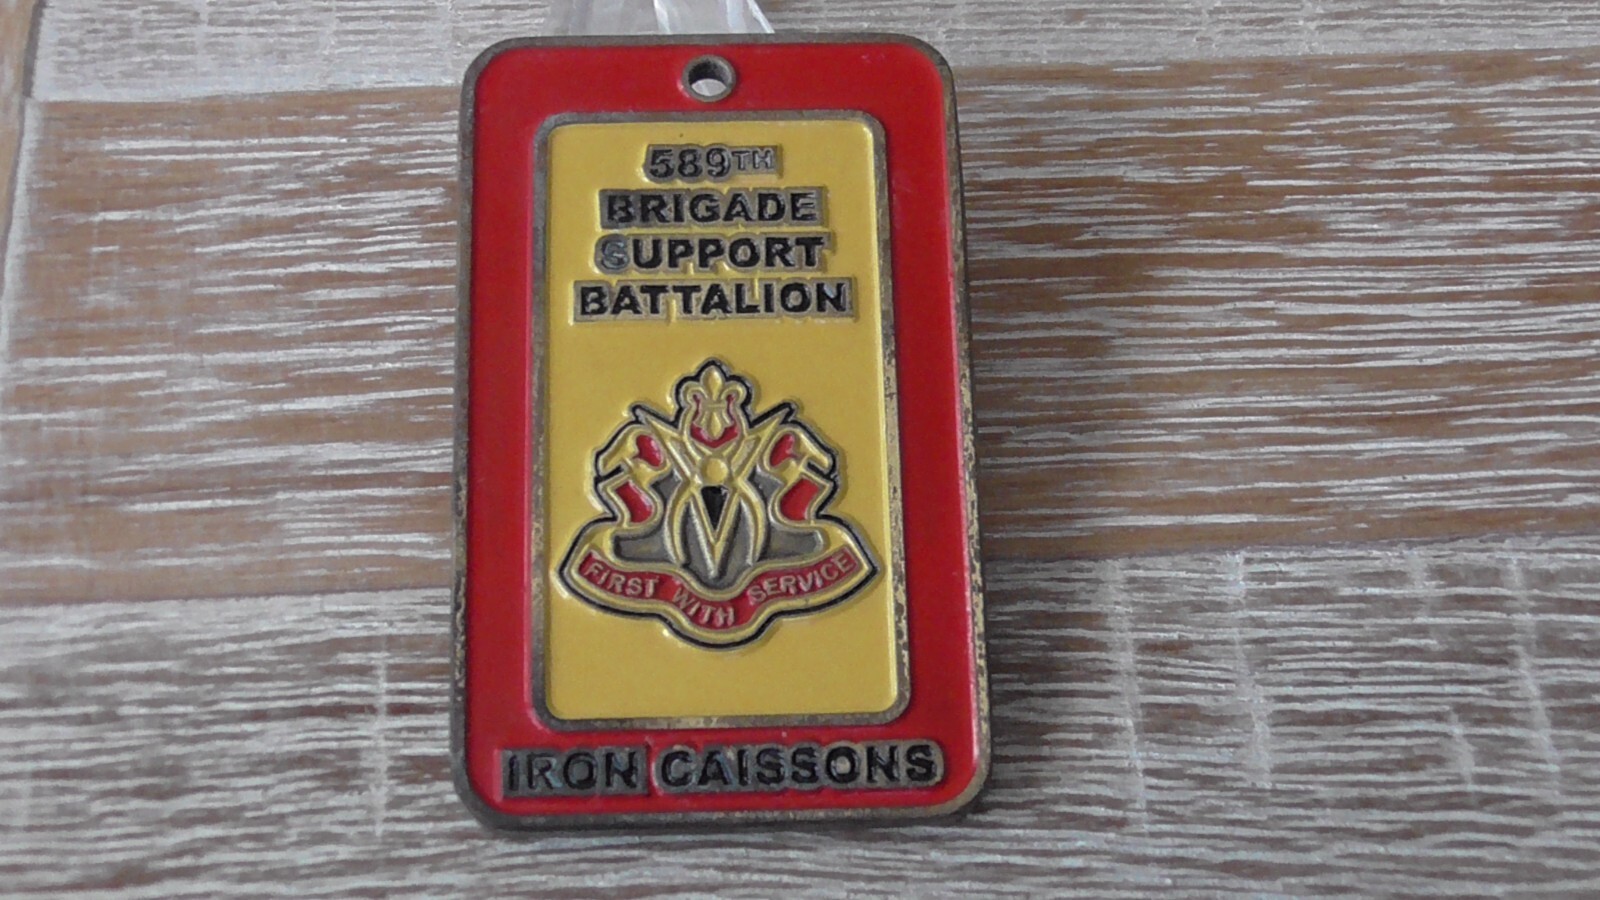 589TH
BRIGADE
SUPPORT
BATTALION
FIRST WITH SERVICE
IRON CAISSONS